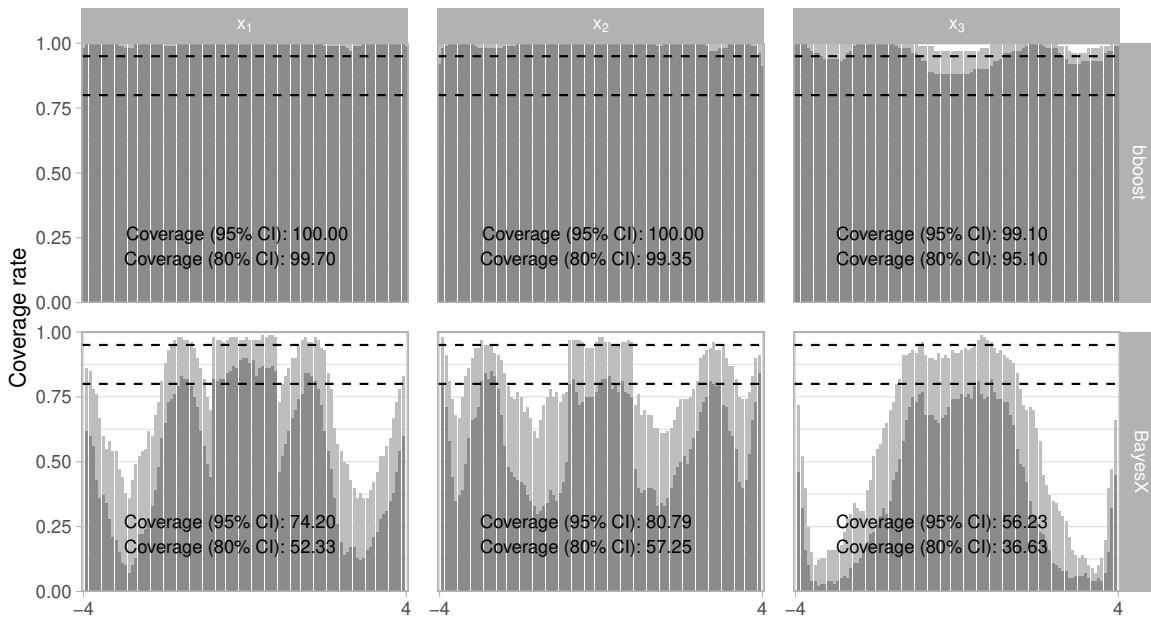 x₁ x₂ x₃
Coverage rate
1.00
0.75
0.50
0.25
0.00
Coverage (95% CI): 100.00
Coverage (80% CI): 99.70
Coverage (95% CI): 100.00
Coverage (80% CI): 99.35
Coverage (95% CI): 99.10
Coverage (80% CI): 95.10
bboost
1.00
0.75
0.50
0.25
0.00
Coverage (95% CI): 74.20
Coverage (80% CI): 52.33
Coverage (95% CI): 80.79
Coverage (80% CI): 57.25
Coverage (95% CI): 56.23
Coverage (80% CI): 36.63
BayesX
−4 4 −4 4 −4 4